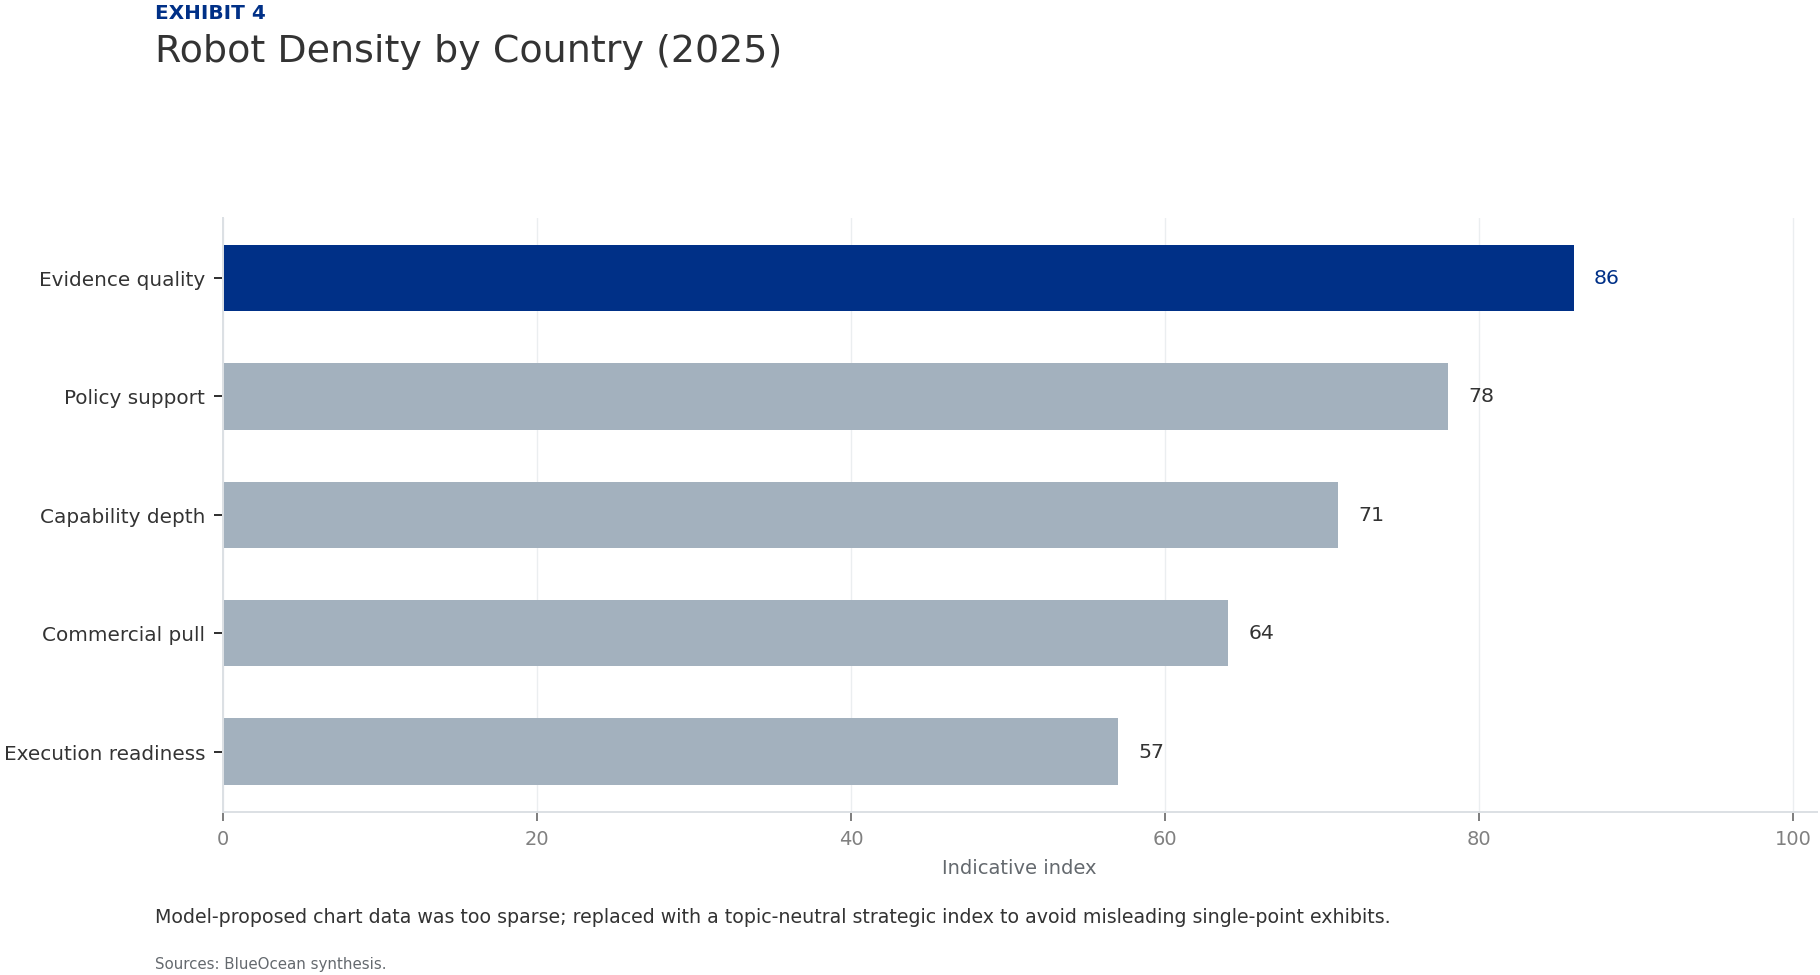 EXHIBIT 4
Robot Density by Country (2025)
Evidence quality
86
Policy support
78
Capability depth
71
Commercial pull
64
Execution readiness
57
0 20 40 60 80 100
Indicative index
Model-proposed chart data was too sparse; replaced with a topic-neutral strategic index to avoid misleading single-point exhibits.
Sources: BlueOcean synthesis.